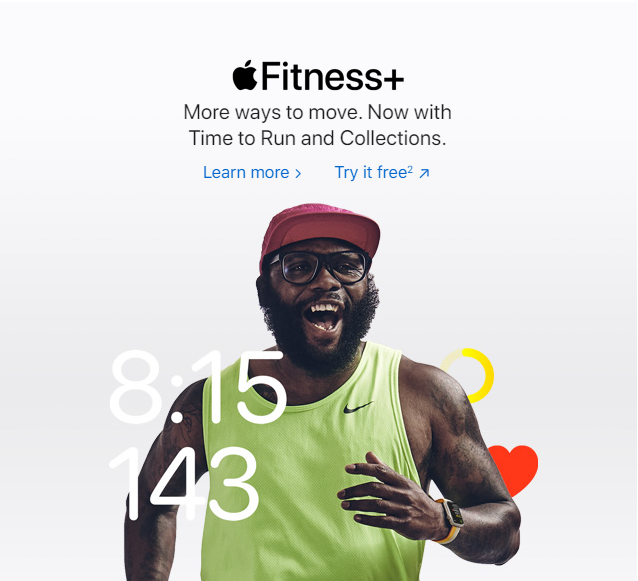 Fitness+
More ways to move. Now with
Time to Run and Collections.
Learn more >
Try it free² ↗
8:15
143